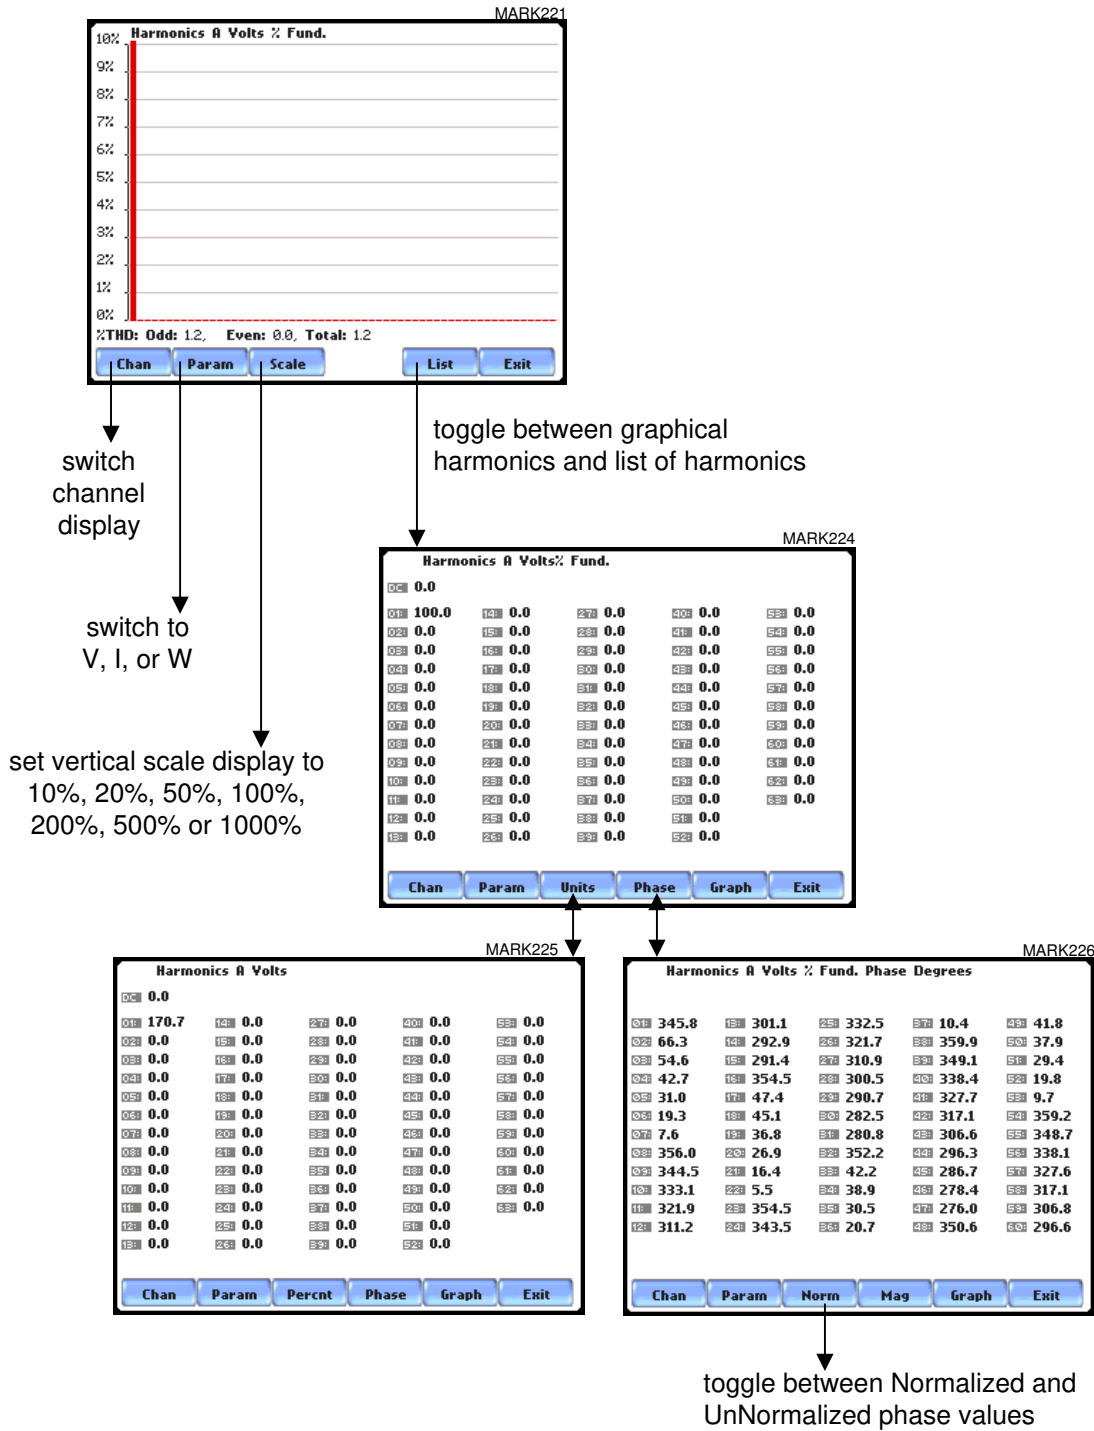 MARK221
Harmonics A Volts % Fund.
10%
9%
8%
7%
6%
5%
4%
3%
2%
1%
0%
%THD: Odd: 1.2, Even: 0.0, Total: 1.2
Chan Param Scale List Exit
toggle between graphical
harmonics and list of harmonics
switch
channel
display
switch to
V, I, or W
set vertical scale display to
10%, 20%, 50%, 100%,
200%, 500% or 1000%
MARK224
Harmonics A Volts% Fund.
DC 0.0
01: 100.0 14: 0.0 27: 0.0 40: 0.0 53: 0.0
02: 0.0 15: 0.0 28: 0.0 41: 0.0 54: 0.0
03: 0.0 16: 0.0 29: 0.0 42: 0.0 55: 0.0
04: 0.0 17: 0.0 30: 0.0 43: 0.0 56: 0.0
05: 0.0 18: 0.0 31: 0.0 44: 0.0 57: 0.0
06: 0.0 19: 0.0 32: 0.0 45: 0.0 58: 0.0
07: 0.0 20: 0.0 33: 0.0 46: 0.0 59: 0.0
08: 0.0 21: 0.0 34: 0.0 47: 0.0 60: 0.0
09: 0.0 22: 0.0 35: 0.0 48: 0.0 61: 0.0
10: 0.0 23: 0.0 36: 0.0 49: 0.0 62: 0.0
11: 0.0 24: 0.0 37: 0.0 50: 0.0 63: 0.0
12: 0.0 25: 0.0 38: 0.0 51: 0.0
13: 0.0 26: 0.0 39: 0.0 52: 0.0
Chan Param Units Phase Graph Exit
MARK225
Harmonics A Volts
DC 0.0
01: 170.7 14: 0.0 27: 0.0 40: 0.0 53: 0.0
02: 0.0 15: 0.0 28: 0.0 41: 0.0 54: 0.0
03: 0.0 16: 0.0 29: 0.0 42: 0.0 55: 0.0
04: 0.0 17: 0.0 30: 0.0 43: 0.0 56: 0.0
05: 0.0 18: 0.0 31: 0.0 44: 0.0 57: 0.0
06: 0.0 19: 0.0 32: 0.0 45: 0.0 58: 0.0
07: 0.0 20: 0.0 33: 0.0 46: 0.0 59: 0.0
08: 0.0 21: 0.0 34: 0.0 47: 0.0 60: 0.0
09: 0.0 22: 0.0 35: 0.0 48: 0.0 61: 0.0
10: 0.0 23: 0.0 36: 0.0 49: 0.0 62: 0.0
11: 0.0 24: 0.0 37: 0.0 50: 0.0 63: 0.0
12: 0.0 25: 0.0 38: 0.0 51: 0.0
13: 0.0 26: 0.0 39: 0.0 52: 0.0
Chan Param Percnt Phase Graph Exit
MARK226
Harmonics A Volts % Fund. Phase Degrees
01: 345.8 13: 301.1 25: 332.5 37: 10.4 49: 41.8
02: 66.3 14: 292.9 26: 321.7 38: 359.9 50: 37.9
03: 54.6 15: 291.4 27: 310.9 39: 349.1 51: 29.4
04: 42.7 16: 354.5 28: 300.5 40: 338.4 52: 19.8
05: 31.0 17: 47.4 29: 290.7 41: 327.7 53: 9.7
06: 19.3 18: 45.1 30: 282.5 42: 317.1 54: 359.2
07: 7.6 19: 36.8 31: 280.8 43: 306.6 55: 348.7
08: 356.0 20: 26.9 32: 352.2 44: 296.3 56: 338.1
09: 344.5 21: 16.4 33: 42.2 45: 286.7 57: 327.6
10: 333.1 22: 5.5 34: 38.9 46: 278.4 58: 317.1
11: 321.9 23: 354.5 35: 30.5 47: 276.0 59: 306.8
12: 311.2 24: 343.5 36: 20.7 48: 350.6 60: 296.6
Chan Param Norm Mag Graph Exit
toggle between Normalized and
UnNormalized phase values